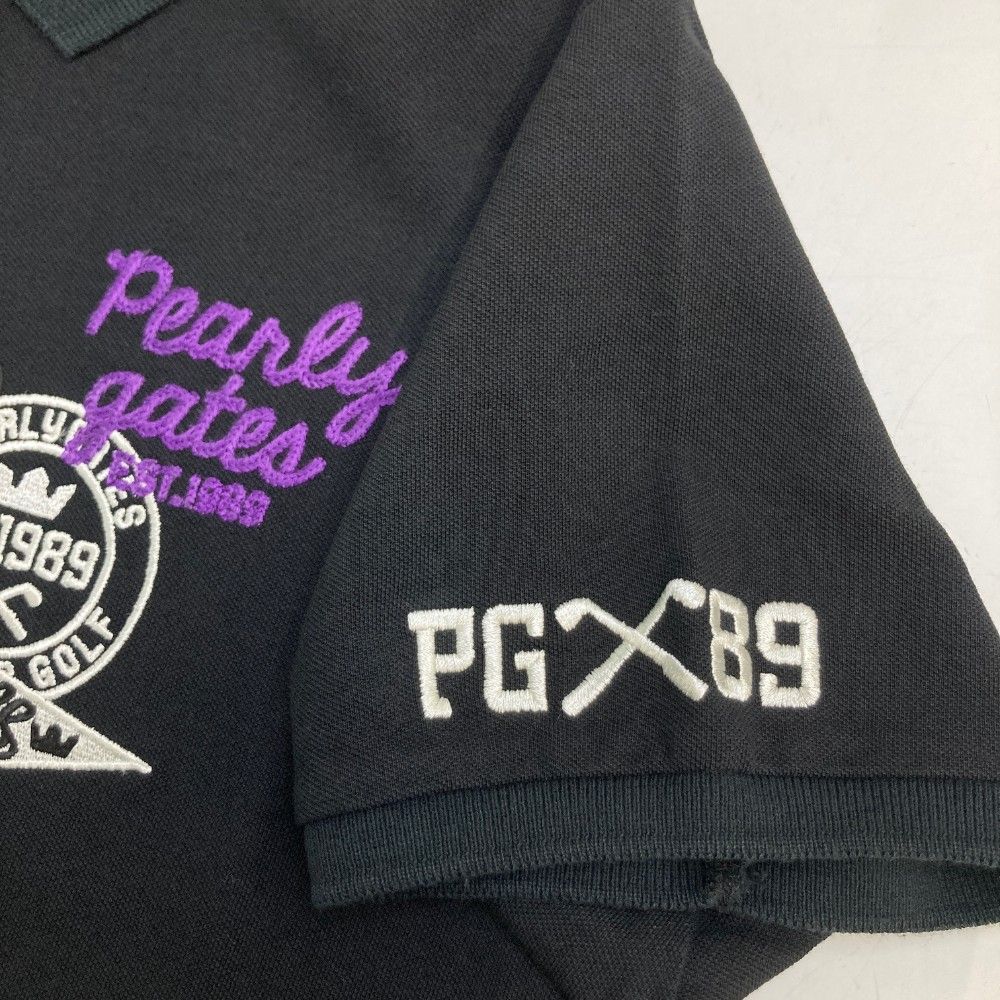 Pearly
gates
EST.1989
1989
GOLF
PG 89